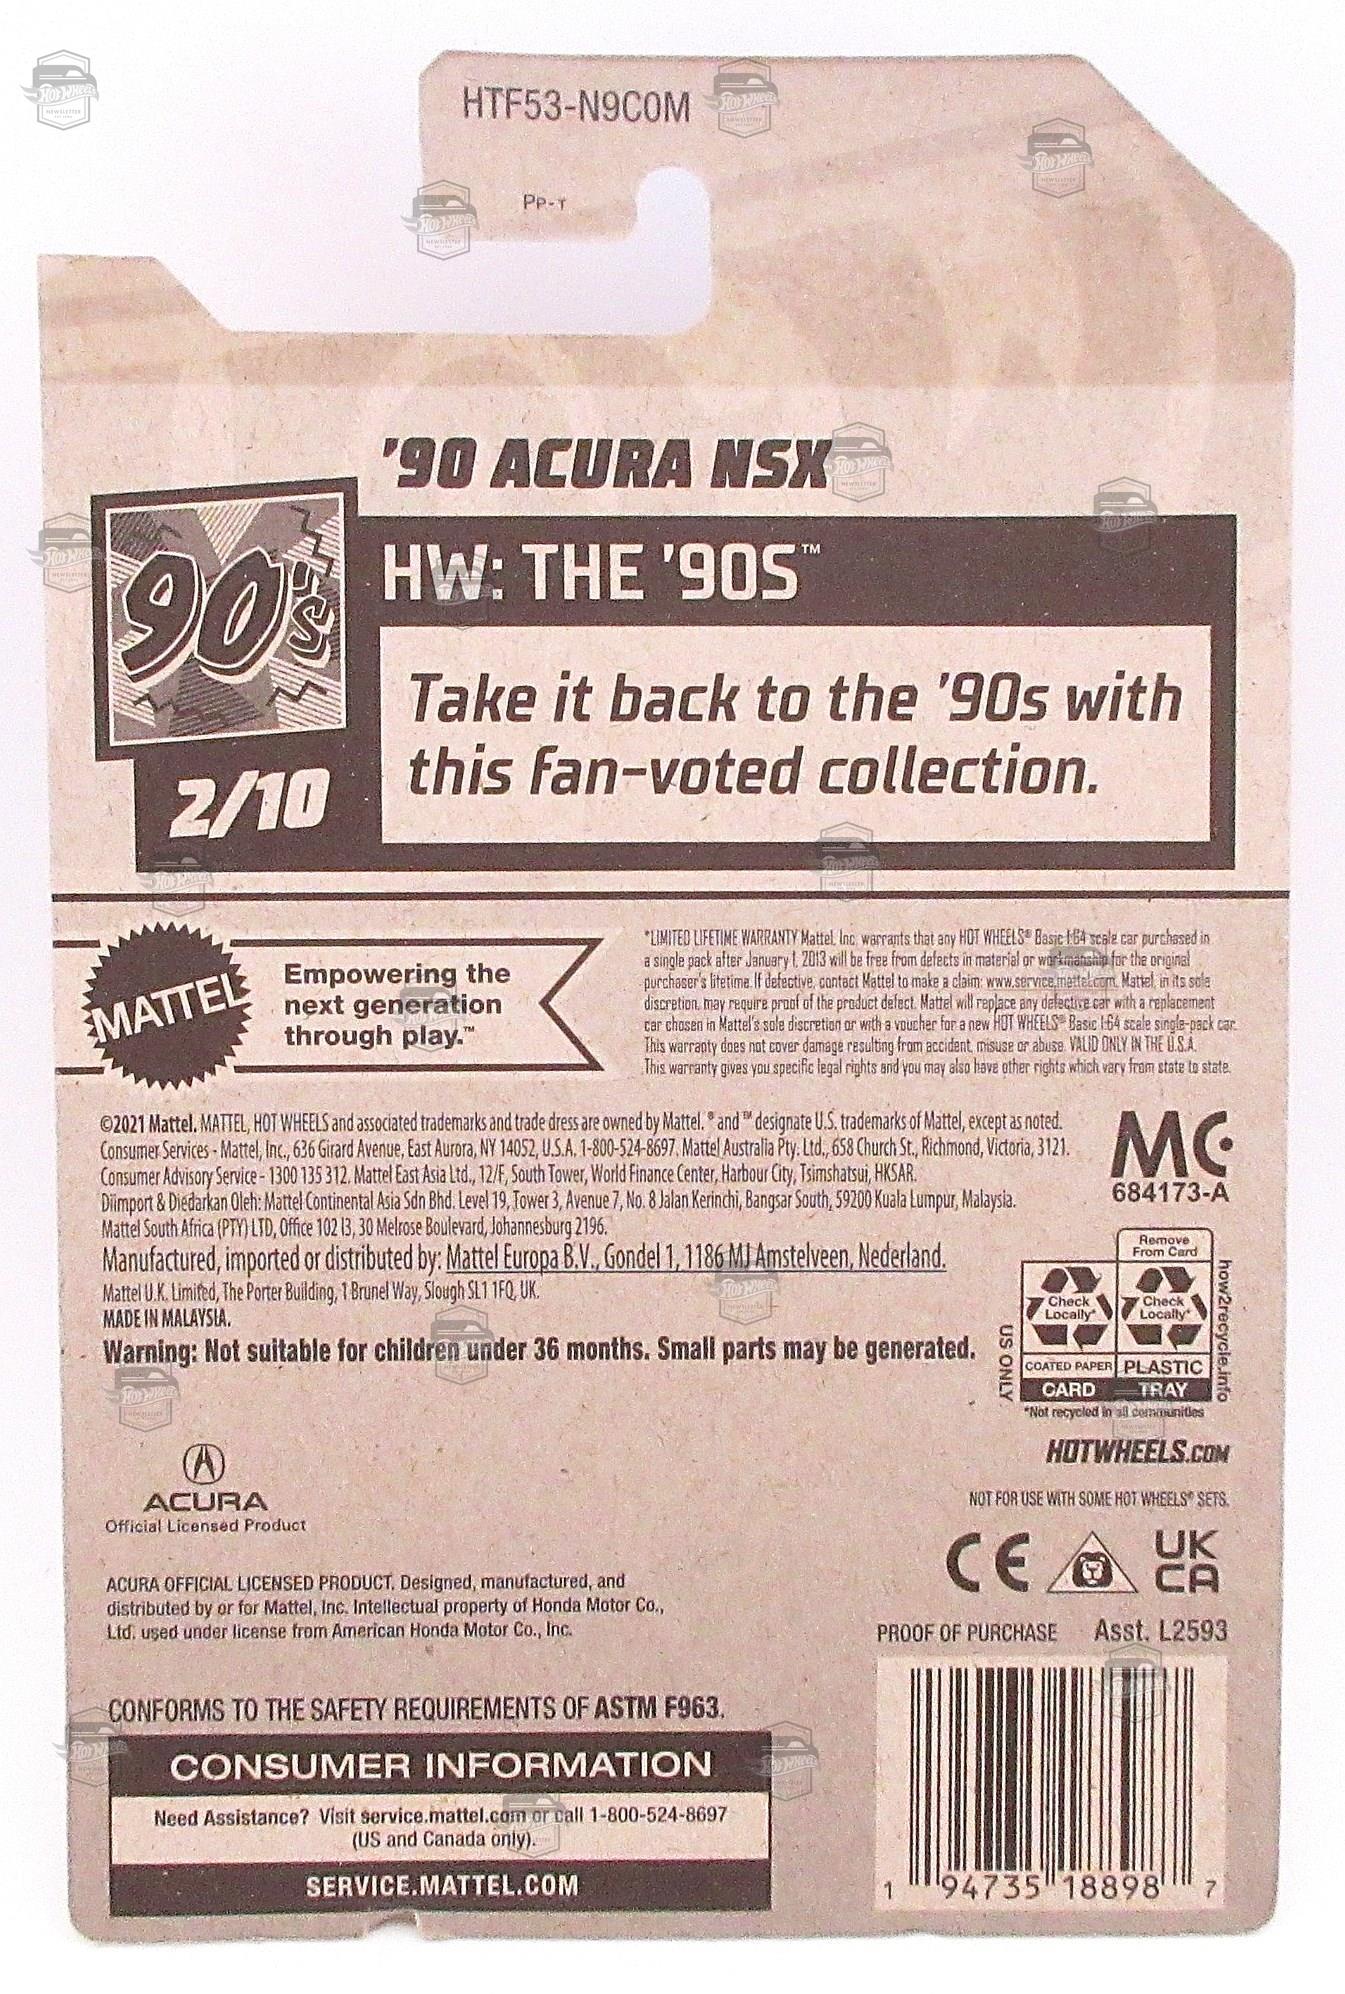 HTF53-N9C0M
PP-T
'90 ACURA NSX
90's
HW: THE '90S™
Take it back to the '90s with
this fan-voted collection.
2/10
MATTEL
Empowering the
next generation
through play.™
*LIMITED LIFETIME WARRANTY Mattel, Inc. warrants that any HOT WHEELS® Basic 1:64 scale car purchased in
a single pack after January 1, 2013 will be free from defects in material or workmanship for the original
purchaser's lifetime. If defective, contact Mattel to make a claim: www.service.mattel.com. Mattel, in its sole
discretion, may require proof of the product defect. Mattel will replace any defective car with a replacement
car chosen in Mattel's sole discretion or with a voucher for a new HOT WHEELS® Basic 1:64 scale single-pack car.
This warranty does not cover damage resulting from accident, misuse or abuse. VALID ONLY IN THE U.S.A.
This warranty gives you specific legal rights and you may also have other rights which vary from state to state.
©2021 Mattel. MATTEL, HOT WHEELS and associated trademarks and trade dress are owned by Mattel. ® and ™ designate U.S. trademarks of Mattel, except as noted.
Consumer Services - Mattel, Inc., 636 Girard Avenue, East Aurora, NY 14052, U.S.A. 1-800-524-8697. Mattel Australia Pty. Ltd., 658 Church St., Richmond, Victoria, 3121.
Consumer Advisory Service - 1300 135 312. Mattel East Asia Ltd., 12/F, South Tower, World Finance Center, Harbour City, Tsimshatsui, HKSAR.
Diimport & Diedarkan Oleh: Mattel Continental Asia Sdn Bhd. Level 19, Tower 3, Avenue 7, No. 8 Jalan Kerinchi, Bangsar South, 59200 Kuala Lumpur, Malaysia.
Mattel South Africa (PTY) LTD, Office 102 I3, 30 Melrose Boulevard, Johannesburg 2196.
Manufactured, imported or distributed by: Mattel Europa B.V., Gondel 1, 1186 MJ Amstelveen, Nederland.
Mattel U.K. Limited, The Porter Building, 1 Brunel Way, Slough SL1 1FQ, UK.
MADE IN MALAYSIA.
Warning: Not suitable for children under 36 months. Small parts may be generated.
MC
684173-A
Remove
From Card
Check
Locally*
Check
Locally*
COATED PAPER
PLASTIC
CARD
TRAY
US ONLY
how2recycle.info
*Not recycled in all communities
HOTWHEELS.COM
NOT FOR USE WITH SOME HOT WHEELS® SETS.
ACURA
Official Licensed Product
CE
UK
CA
ACURA OFFICIAL LICENSED PRODUCT. Designed, manufactured, and
distributed by or for Mattel, Inc. Intellectual property of Honda Motor Co.,
Ltd. used under license from American Honda Motor Co., Inc.
PROOF OF PURCHASE Asst. L2593
CONFORMS TO THE SAFETY REQUIREMENTS OF ASTM F963.
CONSUMER INFORMATION
Need Assistance? Visit service.mattel.com or call 1-800-524-8697
(US and Canada only).
SERVICE.MATTEL.COM
1 94735 18898 7
Hot Wheels
NEWSLETTER